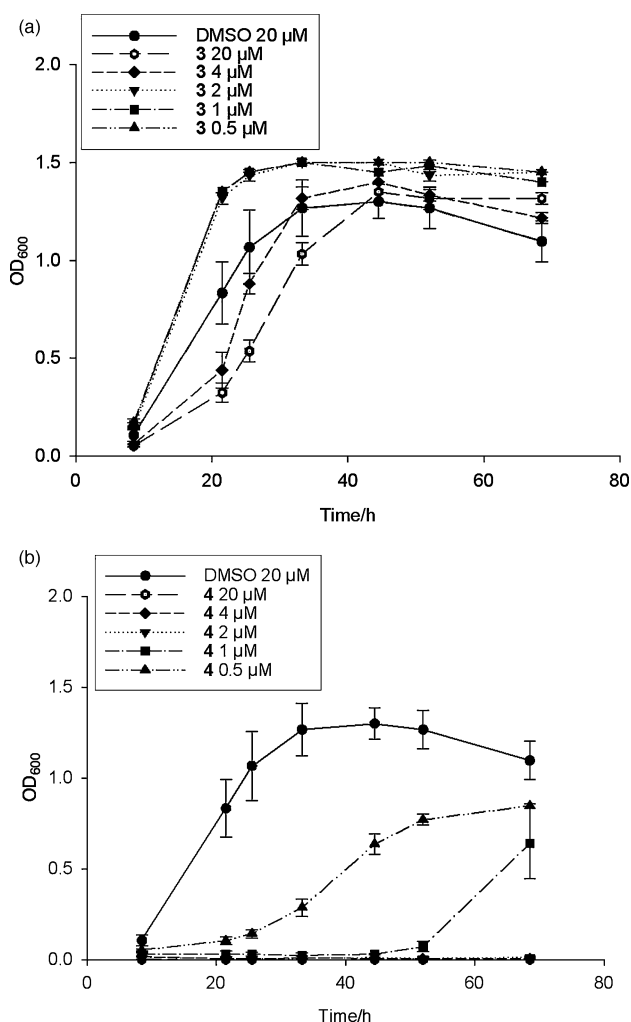 (a)
DMSO 20 µM
3 20 µM
3 4 µM
3 2 µM
3 1 µM
3 0.5 µM
2.0
1.5
1.0
0.5
0.0
OD600
0 20 40 60 80
Time/h
(b)
DMSO 20 µM
4 20 µM
4 4 µM
4 2 µM
4 1 µM
4 0.5 µM
2.0
1.5
1.0
0.5
0.0
OD600
0 20 40 60 80
Time/h